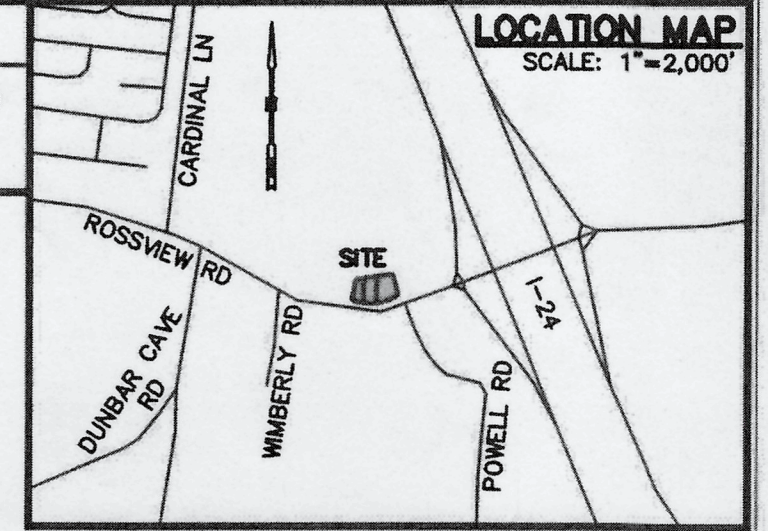 LOCATION MAP
SCALE: 1"=2,000'
CARDINAL LN
ROSSVIEW RD
SITE
I-24
DUNBAR CAVE
RD
WIMBERLY RD
POWELL RD